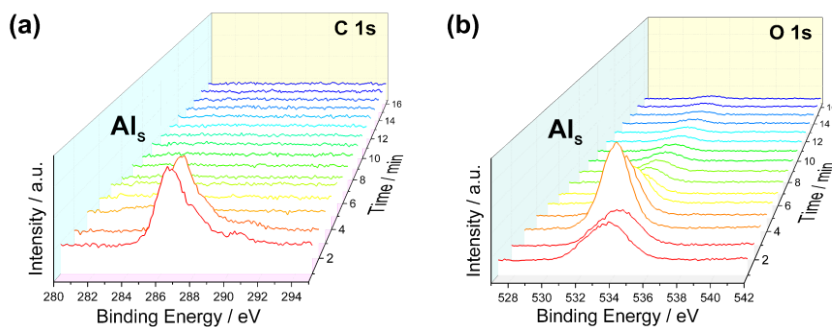 (a)
C 1s
Al_S
Intensity / a.u.
280 282 284 286 288 290 292 294
Binding Energy / eV
2 4 6 8 10 12 14 16
Time / min
(b)
O 1s
Al_S
Intensity / a.u.
528 530 532 534 536 538 540 542
Binding Energy / eV
2 4 6 8 10 12 14 16
Time / min